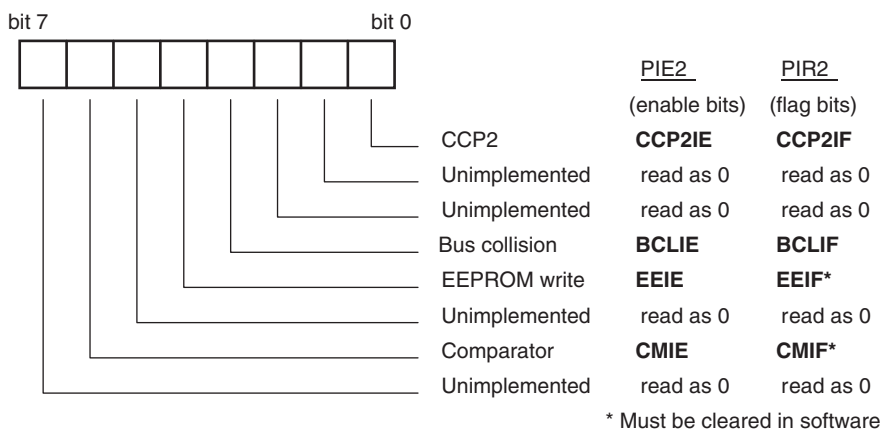 bit 7 bit 0
PIE2 PIR2
(enable bits) (flag bits)
CCP2 CCP2IE CCP2IF
Unimplemented read as 0 read as 0
Unimplemented read as 0 read as 0
Bus collision BCLIE BCLIF
EEPROM write EEIE EEIF*
Unimplemented read as 0 read as 0
Comparator CMIE CMIF*
Unimplemented read as 0 read as 0
* Must be cleared in software